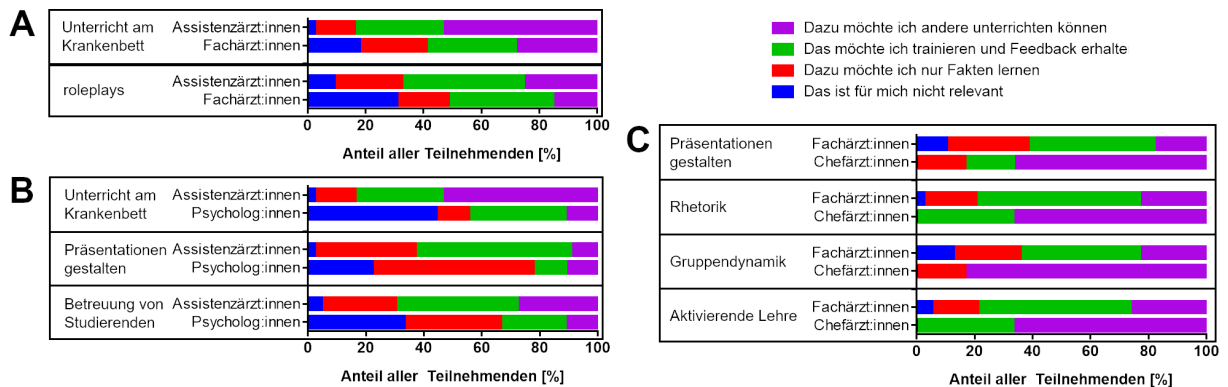 A
Unterricht am
Krankenbett
Assistenzärzt:innen
Fachärzt:innen
roleplays
Assistenzärzt:innen
Fachärzt:innen
0 20 40 60 80 100
Anteil aller Teilnehmenden [%]
Dazu möchte ich andere unterrichten können
Das möchte ich trainieren und Feedback erhalte
Dazu möchte ich nur Fakten lernen
Das ist für mich nicht relevant
B
Unterricht am
Krankenbett
Assistenzärzt:innen
Psycholog:innen
Präsentationen
gestalten
Assistenzärzt:innen
Psycholog:innen
Betreuung von
Studierenden
Assistenzärzt:innen
Psycholog:innen
0 20 40 60 80 100
Anteil aller Teilnehmenden [%]
C
Präsentationen
gestalten
Fachärzt:innen
Chefärzt:innen
Rhetorik
Fachärzt:innen
Chefärzt:innen
Gruppendynamik
Fachärzt:innen
Chefärzt:innen
Aktivierende Lehre
Fachärzt:innen
Chefärzt:innen
0 20 40 60 80 100
Anteil aller Teilnehmenden [%]